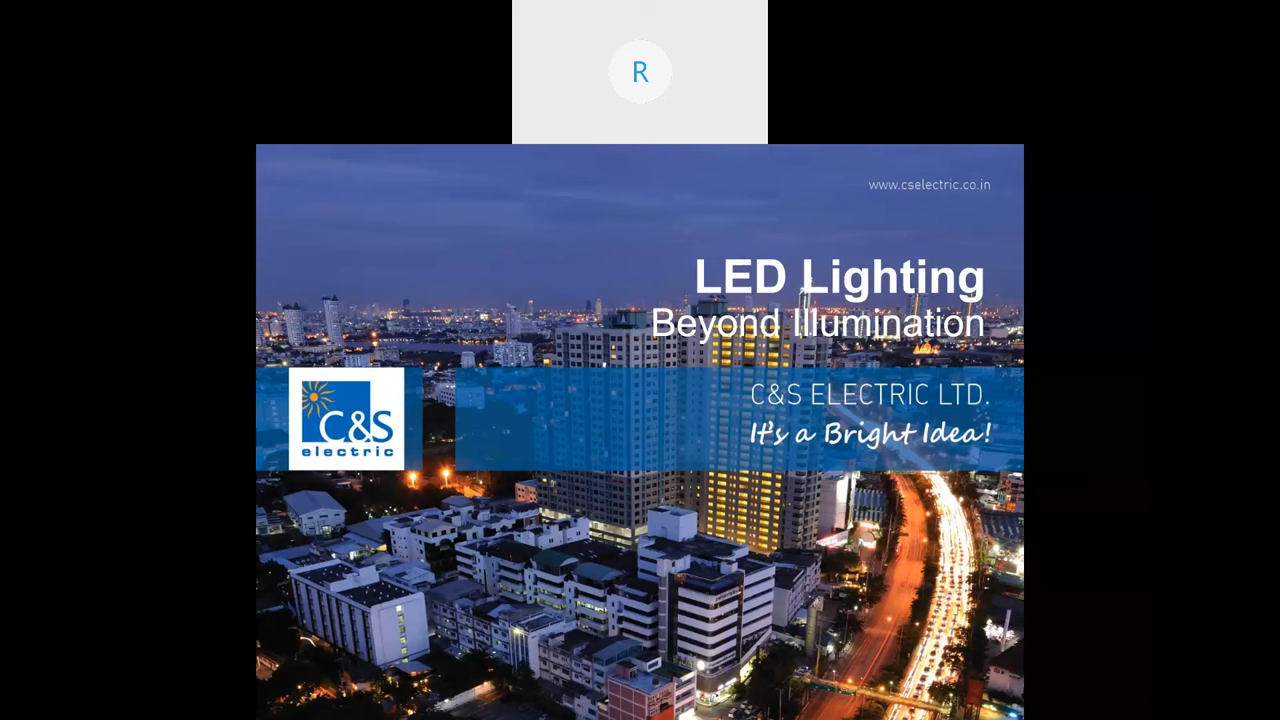 R
www.cselectric.co.in
LED Lighting
Beyond Illumination
C&S
electric
C&S ELECTRIC LTD.
It's a Bright Idea!